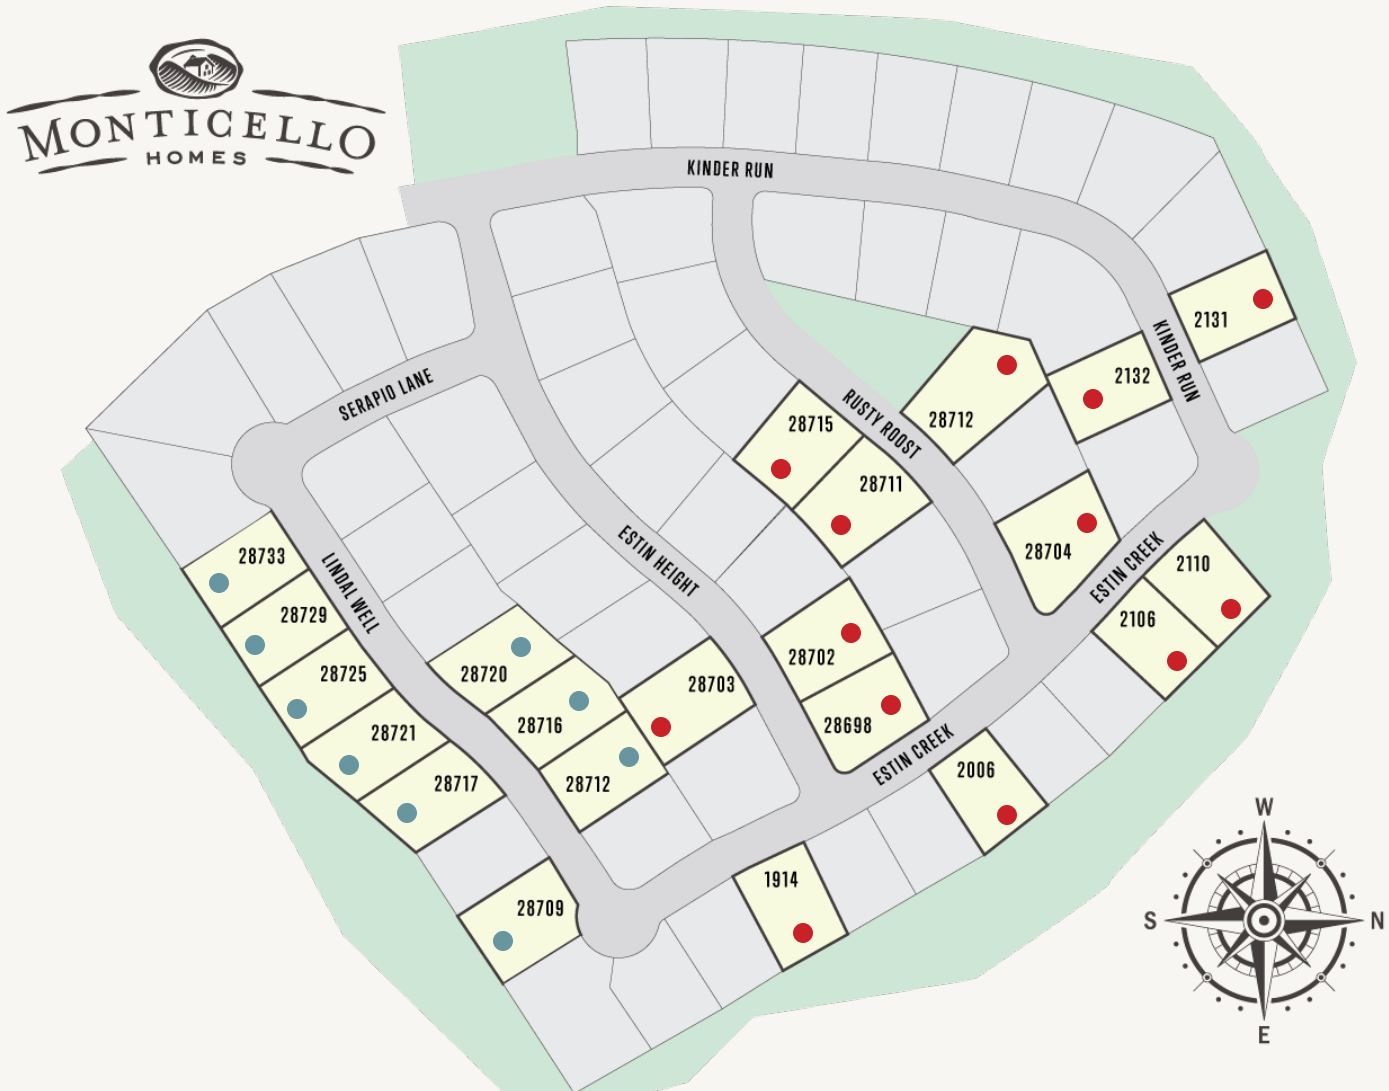 MONTICELLO
HOMES
KINDER RUN
2131
KINDER RUN
2132
SERAPIO LANE
RUSTY ROOST
28712
28715
28711
28733
LINDAL WELL
ESTIN HEIGHT
28704
ESTIN CREEK
2110
28729
2106
28702
28725
28720
28703
28716
28698
28721
ESTIN CREEK
28712
28717
2006
1914
28709
W
S
N
E